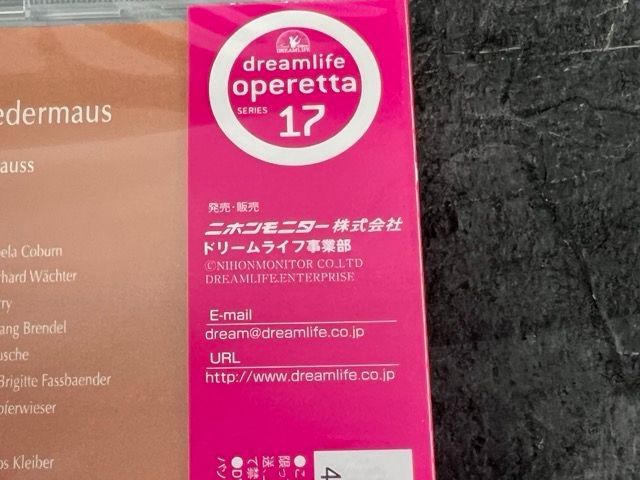 edermaus
auss
ela Coburn
hard Wächter
rry
ang Brendel
usche
Brigitte Fassbaender
pferwieser
os Kleiber
DREAMLIFE
dreamlife
operetta
SERIES
17
発売・販売
ニホンモニター株式会社
ドリームライフ事業部
©NIHONMONITOR CO.,LTD
DREAMLIFE.ENTERPRISE
E-mail
dream@dreamlife.co.jp
URL
http://www.dreamlife.co.jp
4